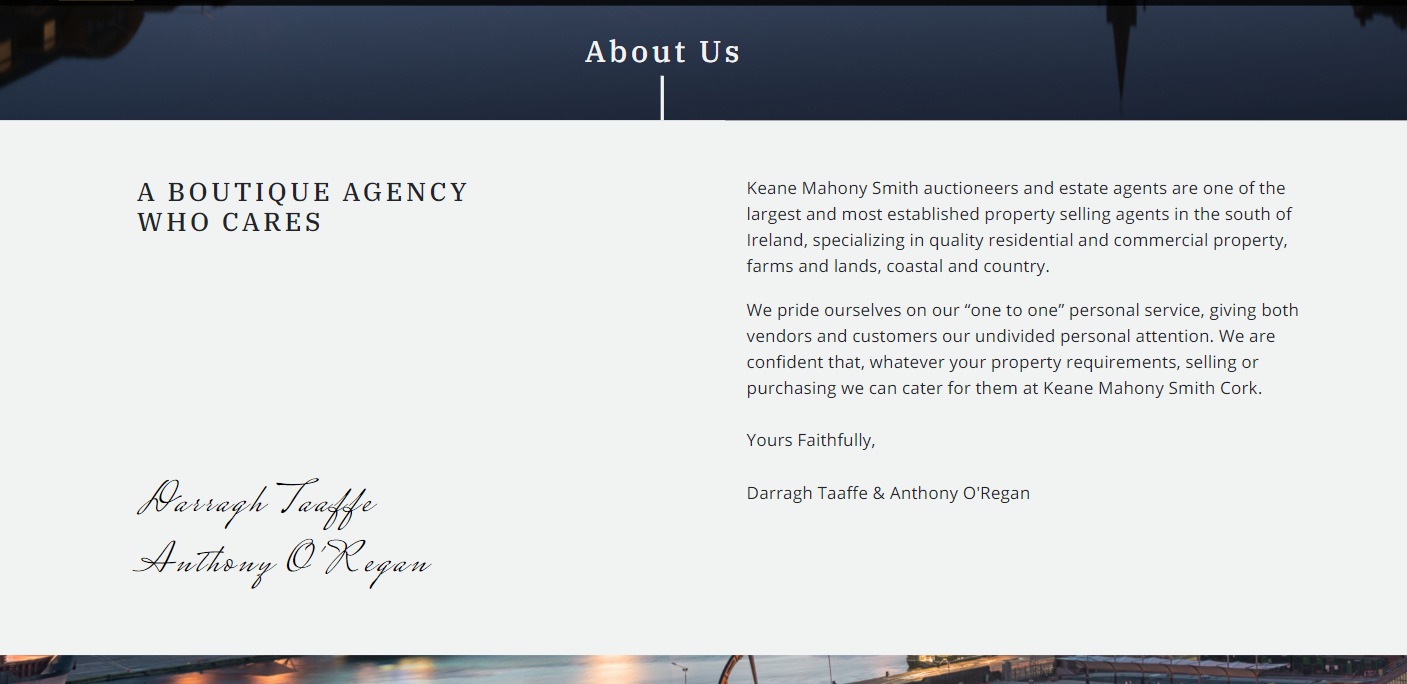 About Us
A BOUTIQUE AGENCY
WHO CARES
Darragh Taaffe
Anthony O'Regan
Keane Mahony Smith auctioneers and estate agents are one of the
largest and most established property selling agents in the south of
Ireland, specializing in quality residential and commercial property,
farms and lands, coastal and country.
We pride ourselves on our “one to one” personal service, giving both
vendors and customers our undivided personal attention. We are
confident that, whatever your property requirements, selling or
purchasing we can cater for them at Keane Mahony Smith Cork.
Yours Faithfully,
Darragh Taaffe & Anthony O'Regan